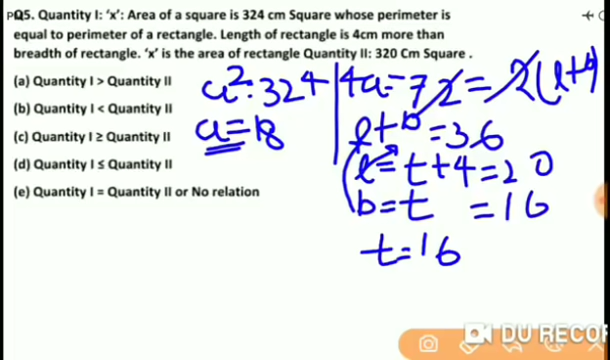 Q5. Quantity I: ‘x’: Area of a square is 324 cm Square whose perimeter is
equal to perimeter of a rectangle. Length of rectangle is 4cm more than
breadth of rectangle. ‘x’ is the area of rectangle Quantity II: 320 Cm Square .
(a) Quantity I > Quantity II
(b) Quantity I < Quantity II
(c) Quantity I ≥ Quantity II
(d) Quantity I ≤ Quantity II
(e) Quantity I = Quantity II or No relation
a²=324
a=18
4a=72=2(l+b)
l+b=36
l=t+4=20
b=t =16
t=16
DU RECOR